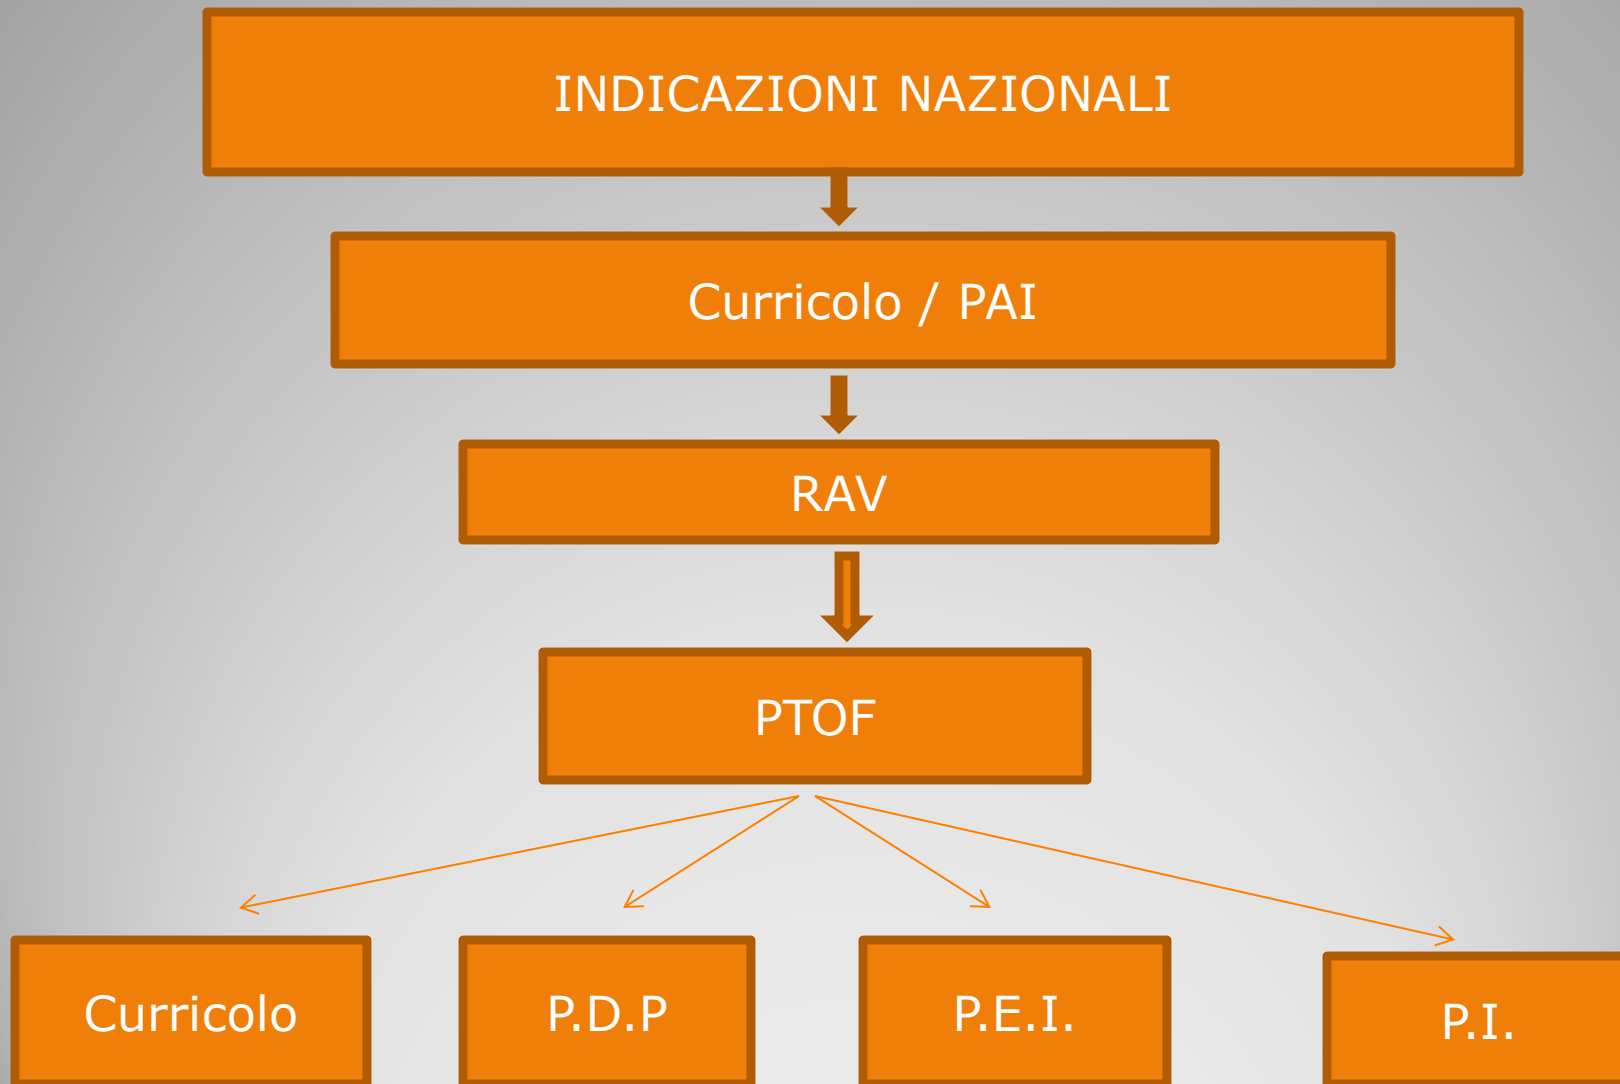 INDICAZIONI NAZIONALI
Curricolo / PAI
RAV
PTOF
Curricolo
P.D.P
P.E.I.
P.I.